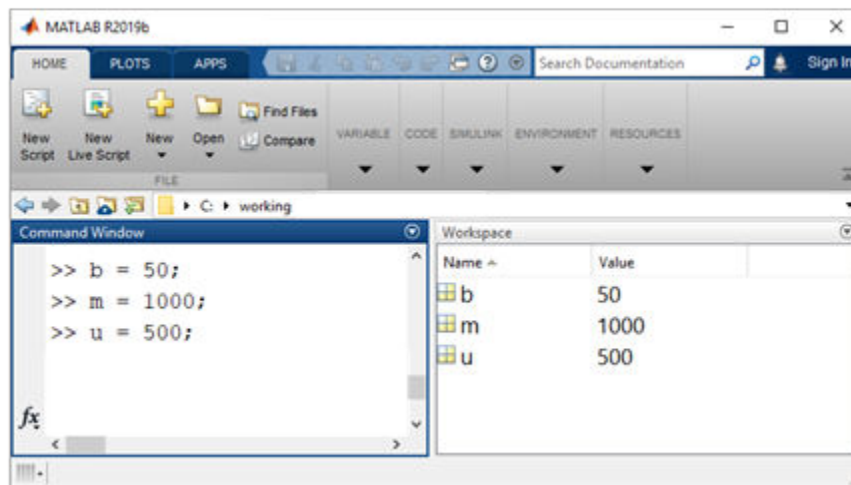 MATLAB R2019b
HOME PLOTS APPS Search Documentation Sign In
New Script
New Live Script
New
Open
Find Files
Compare
FILE
VARIABLE CODE SIMULINK ENVIRONMENT RESOURCES
C: working
Command Window
>> b = 50;
>> m = 1000;
>> u = 500;
fx
Workspace
Name Value
b 50
m 1000
u 500